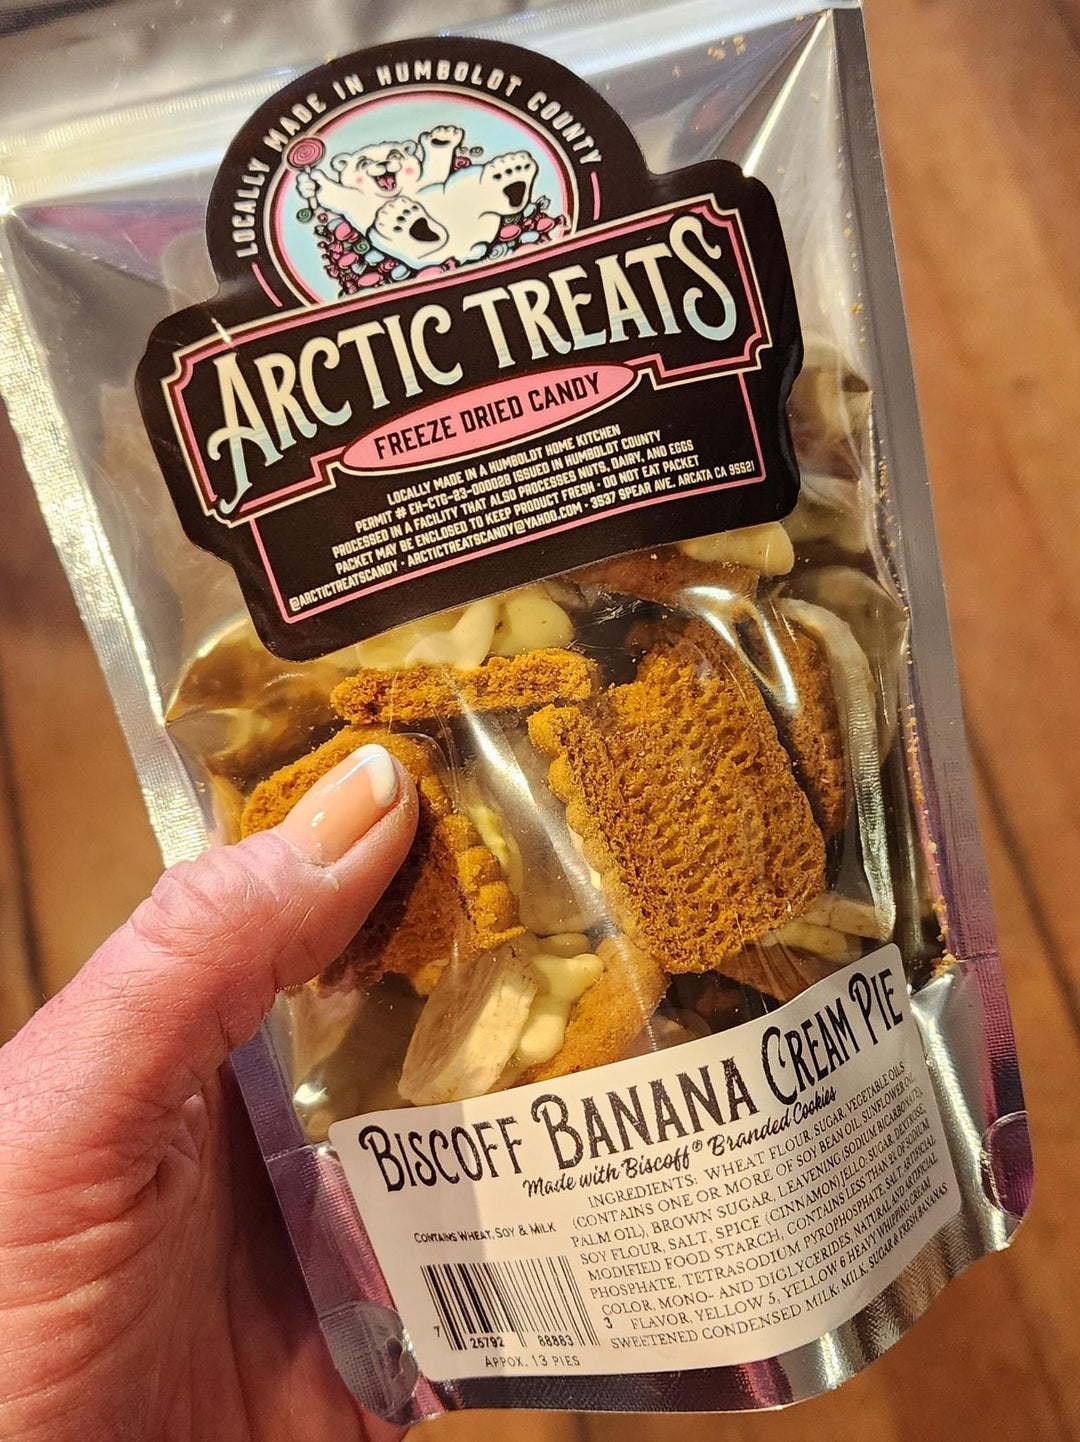 LOCALLY MADE IN HUMBOLDT COUNTY
ARCTIC TREATS
FREEZE DRIED CANDY
LOCALLY MADE IN A HUMBOLDT HOME KITCHEN
PERMIT # EH-CTG-23-000028 ISSUED IN HUMBOLDT COUNTY
PROCESSED IN A FACILITY THAT ALSO PROCESSED NUTS, DAIRY, AND EGGS
PACKET MAY BE ENCLOSED TO KEEP PRODUCT FRESH · DO NOT EAT PACKET
@ARCTICTREATSCANDY · ARCTICTREATSCANDY@YAHOO.COM · 3537 SPEAR AVE. ARCATA CA 95521
BISCOFF BANANA CREAM PIE
Made with Biscoff® Branded Cookies
CONTAINS WHEAT, SOY & MILK
INGREDIENTS: WHEAT FLOUR, SUGAR, VEGETABLE OILS
(CONTAINS ONE OR MORE OF SOY BEAN OIL, SUNFLOWER OIL,
PALM OIL), BROWN SUGAR, LEAVENING (SODIUM BICARBONATE),
SOY FLOUR, SALT, SPICE (CINNAMON) JELLO: SUGAR, DEXTROSE,
MODIFIED FOOD STARCH, CONTAINS LESS THAN 2% OF SODIUM
PHOSPHATE, TETRASODIUM PYROPHOSPHATE, SALT, ARTIFICIAL
COLOR, MONO- AND DIGLYCERIDES, NATURAL AND ARTIFICIAL
FLAVOR, YELLOW 5, YELLOW 6 HEAVY WHIPPING CREAM
SWEETENED CONDENSED MILK: MILK, SUGAR & FRESH BANANAS
7 25792 88883 3
APPOX. 13 PIES